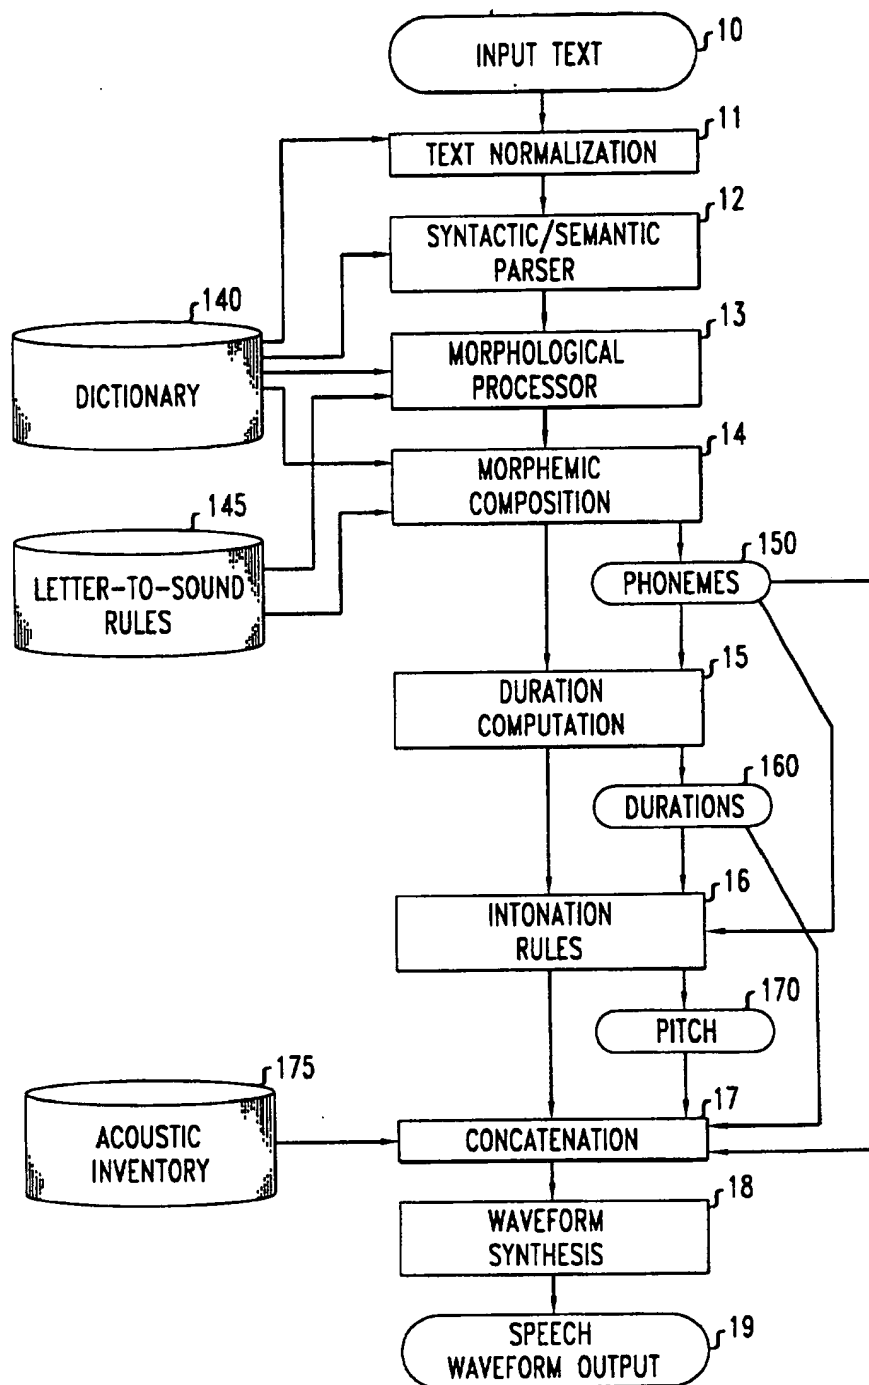 10
INPUT TEXT
11
TEXT NORMALIZATION
12
SYNTACTIC/SEMANTIC
PARSER
140
DICTIONARY
13
MORPHOLOGICAL
PROCESSOR
14
MORPHEMIC
COMPOSITION
145
LETTER-TO-SOUND
RULES
150
PHONEMES
15
DURATION
COMPUTATION
160
DURATIONS
16
INTONATION
RULES
170
PITCH
175
ACOUSTIC
INVENTORY
17
CONCATENATION
18
WAVEFORM
SYNTHESIS
19
SPEECH
WAVEFORM OUTPUT